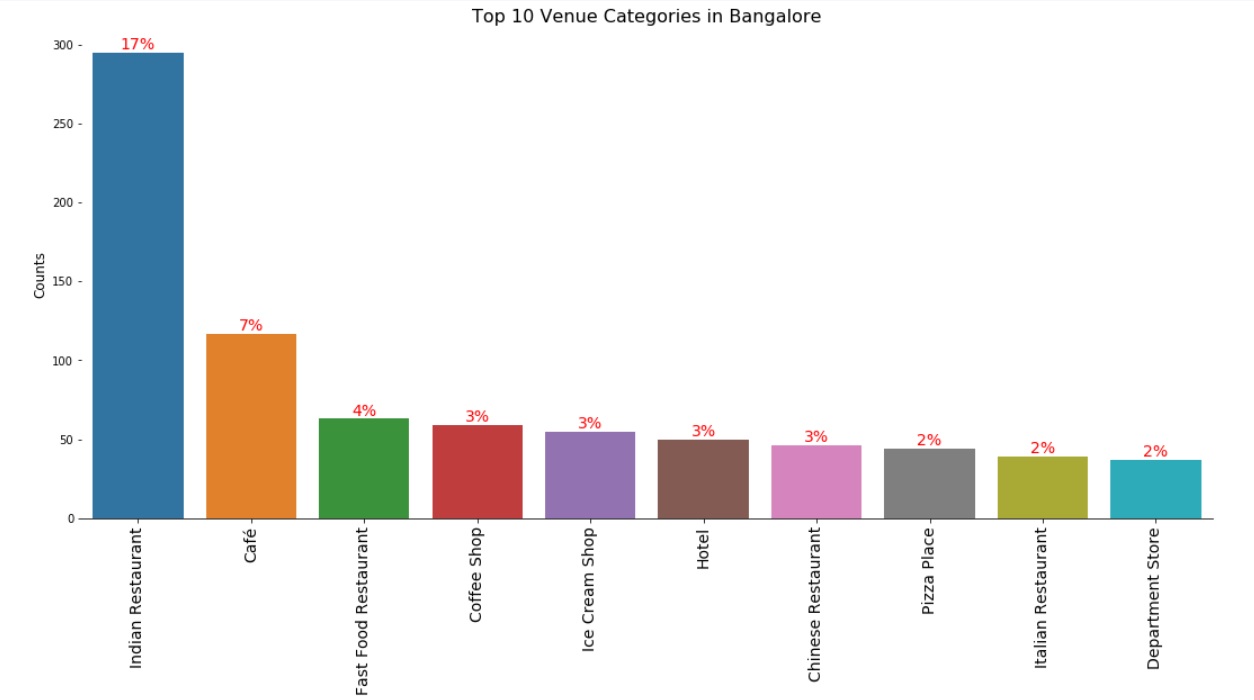 Top 10 Venue Categories in Bangalore
300
250
200
150
100
50
0
Counts
17%
7%
4%
3%
3%
3%
3%
2%
2%
2%
Indian Restaurant
Café
Fast Food Restaurant
Coffee Shop
Ice Cream Shop
Hotel
Chinese Restaurant
Pizza Place
Italian Restaurant
Department Store